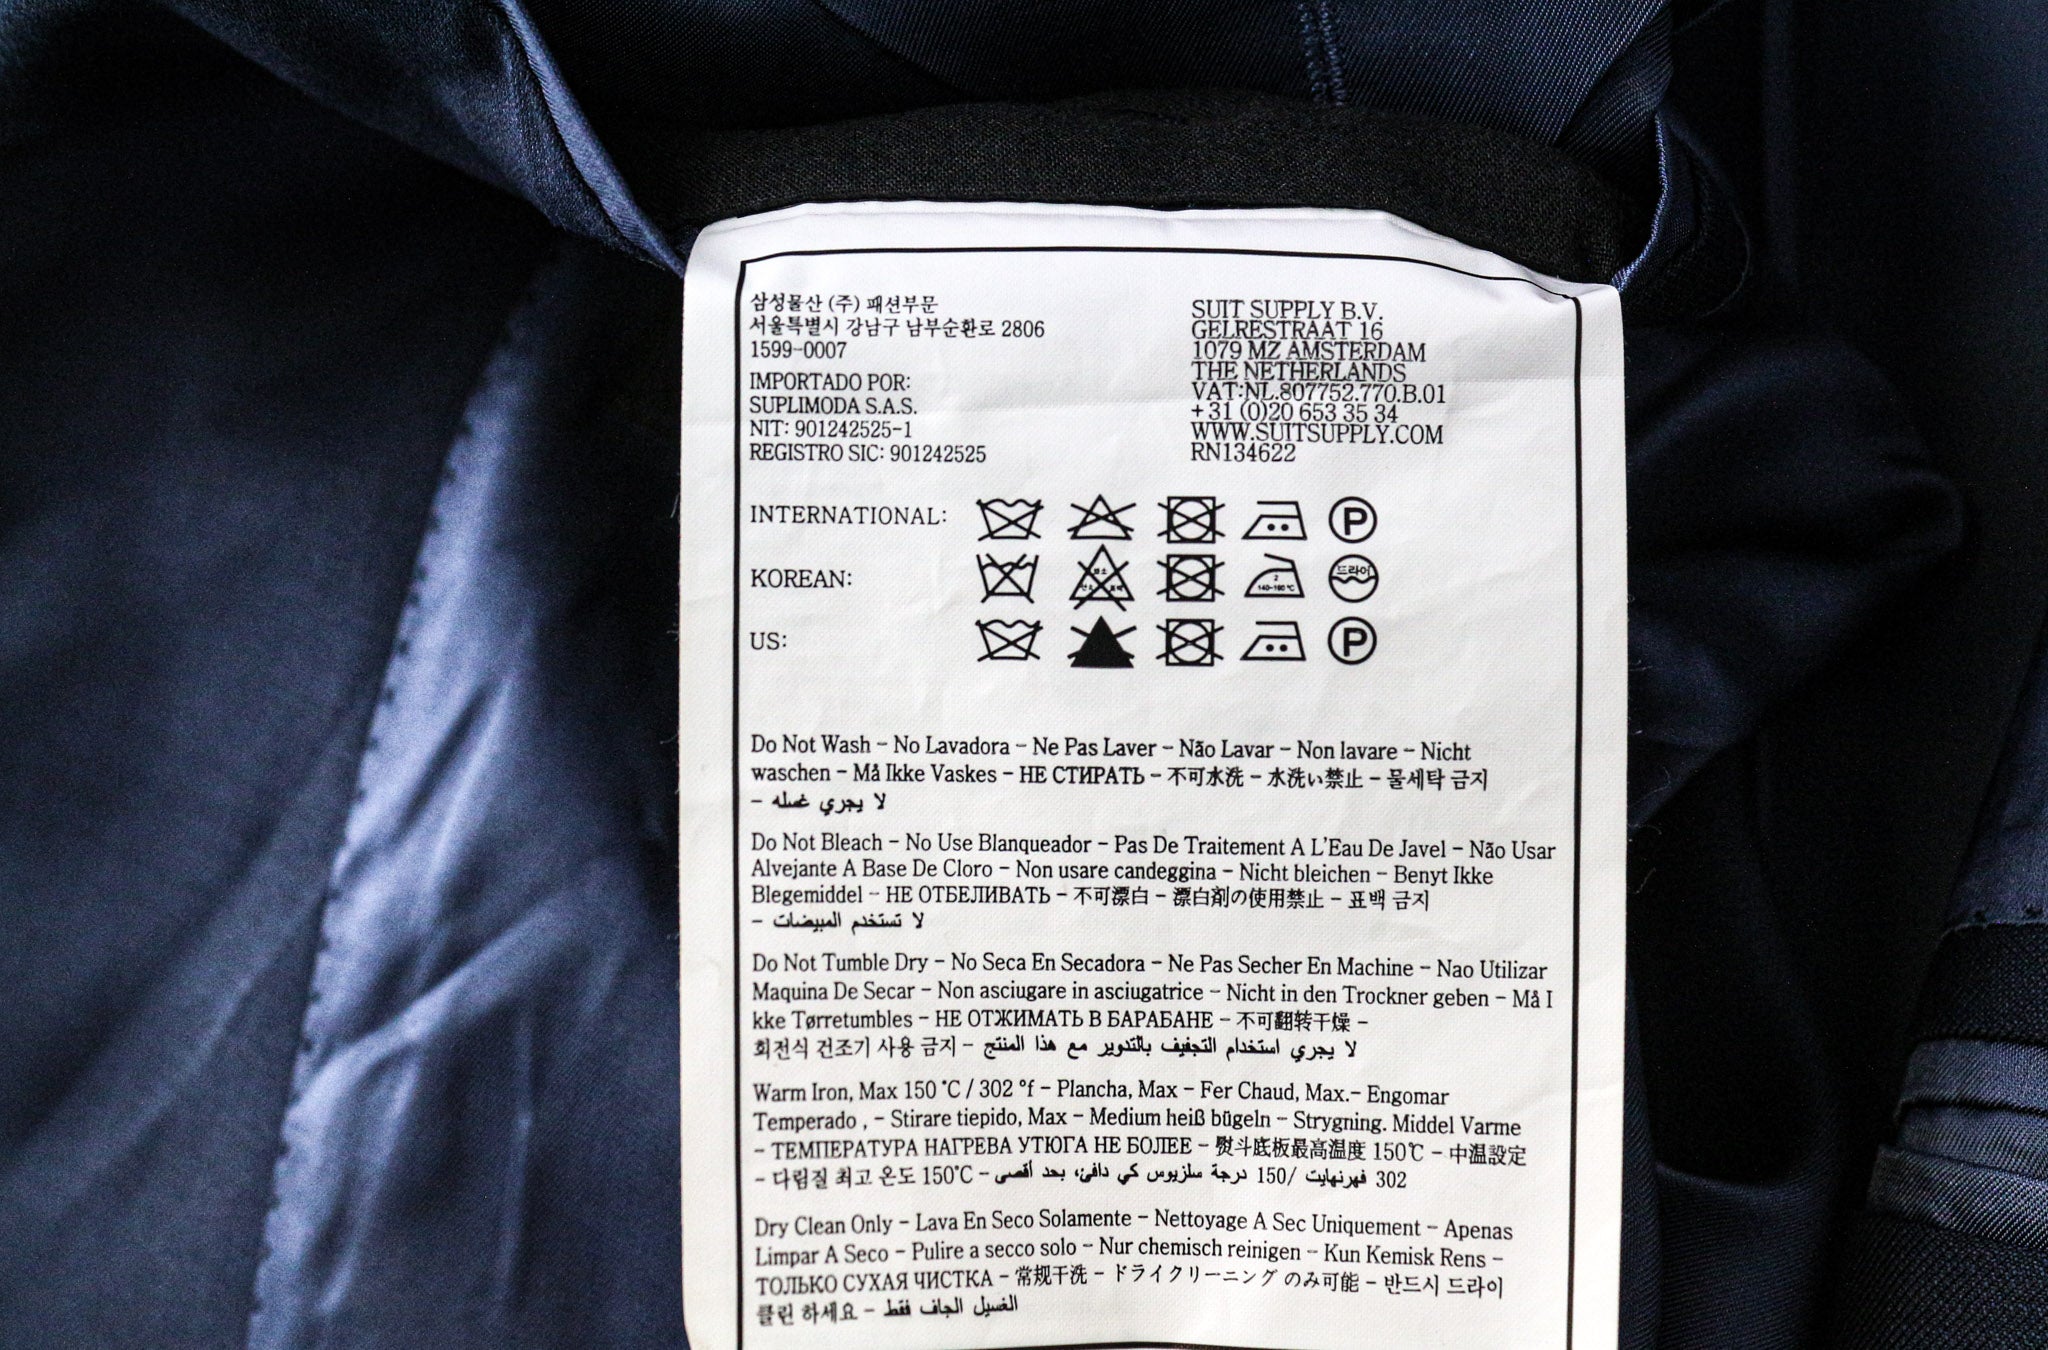 삼성물산 (주) 패션부문
서울특별시 강남구 남부순환로 2806
1599-0007
IMPORTADO POR:
SUPLIMODA S.A.S.
NIT: 901242525-1
REGISTRO SIC: 901242525
SUIT SUPPLY B.V.
GELRESTRAAT 16
1079 MZ AMSTERDAM
THE NETHERLANDS
VAT:NL.807752.770.B.01
+31 (0)20 653 35 34
WWW.SUITSUPPLY.COM
RN134622
INTERNATIONAL: P
KOREAN: 2 140~160℃ 드라이
US: P
Do Not Wash – No Lavadora – Ne Pas Laver – Não Lavar – Non lavare – Nicht
waschen – Må Ikke Vaskes – НЕ СТИРАТЬ – 不可水洗 – 水洗い禁止 – 물세탁 금지
– لا يجري غسله
Do Not Bleach – No Use Blanqueador – Pas De Traitement A L'Eau De Javel – Não Usar
Alvejante A Base De Cloro – Non usare candeggina – Nicht bleichen – Benyt Ikke
Blegemiddel – НЕ ОТБЕЛИВАТЬ – 不可漂白 – 漂白剤の使用禁止 – 표백 금지
– لا تستخدم المبيضات
Do Not Tumble Dry – No Seca En Secadora – Ne Pas Secher En Machine – Nao Utilizar
Maquina De Secar – Non asciugare in asciugatrice – Nicht in den Trockner geben – Må I
kke Tørretumbles – НЕ ОТЖИМАТЬ В БАРАБАНЕ – 不可翻转干燥 –
회전식 건조기 사용 금지 – لا يجري استخدام التجفيف بالتدوير مع هذا المنتج
Warm Iron, Max 150 °C / 302 °f – Plancha, Max – Fer Chaud, Max.– Engomar
Temperado , – Stirare tiepido, Max – Medium heiß bügeln – Strygning. Middel Varme
– ТЕМПЕРАТУРА НАГРЕВА УТЮГА НЕ БОЛЕЕ – 熨斗底板最高温度 150℃ – 中温設定
– 다림질 최고 온도 150℃ – كي دافئ، بحد أقصى 150 درجة سلزيوس/ 302 فهرنهايت
Dry Clean Only – Lava En Seco Solamente – Nettoyage A Sec Uniquement – Apenas
Limpar A Seco – Pulire a secco solo – Nur chemisch reinigen – Kun Kemisk Rens –
ТОЛЬКО СУХАЯ ЧИСТКА – 常规干洗 – ドライクリーニング のみ可能 – 반드시 드라이
클린 하세요 – الغسيل الجاف فقط